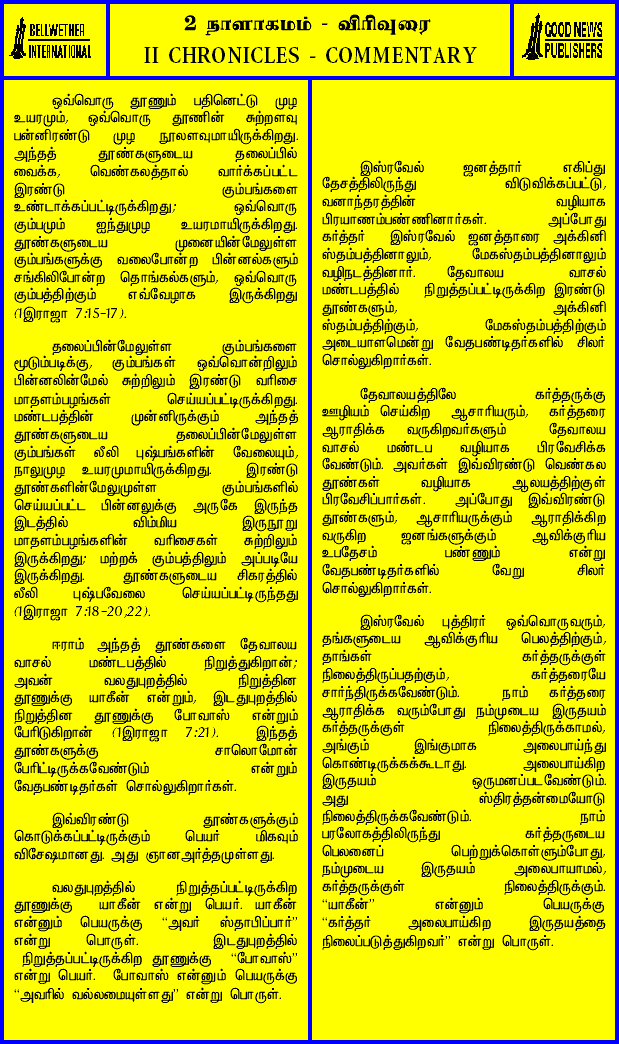 BELLWETHER
INTERNATIONAL
2 நாளாகமம் - விரிவுரை
II CHRONICLES - COMMENTARY
GOOD NEWS
PUBLISHERS
ஒவ்வொரு தூணும் பதினெட்டு முழ
உயரமும், ஒவ்வொரு தூணின் சுற்றளவு
பன்னிரண்டு முழ நூலளவுமாயிருக்கிறது.
அந்தத் தூண்களுடைய தலைப்பில்
வைக்க, வெண்கலத்தால் வார்க்கப்பட்ட
இரண்டு கும்பங்களை
உண்டாக்கப்பட்டிருக்கிறது; ஒவ்வொரு
கும்பமும் ஐந்துமுழ உயரமாயிருக்கிறது.
தூண்களுடைய முனையின்மேலுள்ள
கும்பங்களுக்கு வலைபோன்ற பின்னல்களும்
சங்கிலிபோன்ற தொங்கல்களும், ஒவ்வொரு
கும்பத்திற்கும் எவ்வேழாக இருக்கிறது
(1இராஜா 7:15-17).
தலைப்பின்மேலுள்ள கும்பங்களை
மூடும்படிக்கு, கும்பங்கள் ஒவ்வொன்றிலும்
பின்னலின்மேல் சுற்றிலும் இரண்டு வரிசை
மாதளம்பழங்கள் செய்யப்பட்டிருக்கிறது.
மண்டபத்தின் முன்னிருக்கும் அந்தத்
தூண்களுடைய தலைப்பின்மேலுள்ள
கும்பங்கள் லீலி புஷ்பங்களின் வேலையும்,
நாலுமுழ உயரமுமாயிருக்கிறது. இரண்டு
தூண்களின்மேலுமுள்ள கும்பங்களில்
செய்யப்பட்ட பின்னலுக்கு அருகே இருந்த
இடத்தில் விம்மிய இருநூறு
மாதளம்பழங்களின் வரிசைகள் சுற்றிலும்
இருக்கிறது; மற்றக் கும்பத்திலும் அப்படியே
இருக்கிறது. தூண்களுடைய சிகரத்தில்
லீலி புஷ்பவேலை செய்யப்பட்டிருந்தது
(1இராஜா 7:18-20,22).
ஈராம் அந்தத் தூண்களை தேவாலய
வாசல் மண்டபத்தில் நிறுத்துகிறான்;
அவன் வலதுபுறத்தில் நிறுத்தின
தூணுக்கு யாகீன் என்றும், இடதுபுறத்தில்
நிறுத்தின தூணுக்கு போவாஸ் என்றும்
பேரிடுகிறான் (1இராஜா 7:21). இந்தத்
தூண்களுக்கு சாலொமோன்
பேரிட்டிருக்கவேண்டும் என்றும்
வேதபண்டிதர்கள் சொல்லுகிறார்கள்.
இவ்விரண்டு தூண்களுக்கும்
கொடுக்கப்பட்டிருக்கும் பெயர் மிகவும்
விசேஷமானது. அது ஞானஅர்த்தமுள்ளது.
வலதுபுறத்தில் நிறுத்தப்பட்டிருக்கிற
தூணுக்கு யாகீன் என்று பெயர். யாகீன்
என்னும் பெயருக்கு “அவர் ஸ்தாபிப்பார்”
என்று பொருள். இடதுபுறத்தில்
நிறுத்தப்பட்டிருக்கிற தூணுக்கு “போவாஸ்”
என்று பெயர். போவாஸ் என்னும் பெயருக்கு
“அவரில் வல்லமையுள்ளது” என்று பொருள்.
இஸ்ரவேல் ஜனத்தார் எகிப்து
தேசத்திலிருந்து விடுவிக்கப்பட்டு,
வனாந்தரத்தின் வழியாக
பிரயாணம்பண்ணினார்கள். அப்போது
கர்த்தர் இஸ்ரவேல் ஜனத்தாரை அக்கினி
ஸ்தம்பத்தினாலும், மேகஸ்தம்பத்தினாலும்
வழிநடத்தினார். தேவாலய வாசல்
மண்டபத்தில் நிறுத்தப்பட்டிருக்கிற இரண்டு
தூண்களும், அக்கினி
ஸ்தம்பத்திற்கும், மேகஸ்தம்பத்திற்கும்
அடையாளமென்று வேதபண்டிதர்களில் சிலர்
சொல்லுகிறார்கள்.
தேவாலயத்திலே கர்த்தருக்கு
ஊழியம் செய்கிற ஆசாரியரும், கர்த்தரை
ஆராதிக்க வருகிறவர்களும் தேவாலய
வாசல் மண்டப வழியாக பிரவேசிக்க
வேண்டும். அவர்கள் இவ்விரண்டு வெண்கல
தூண்கள் வழியாக ஆலயத்திற்குள்
பிரவேசிப்பார்கள். அப்போது இவ்விரண்டு
தூண்களும், ஆசாரியருக்கும் ஆராதிக்கிற
வருகிற ஜனங்களுக்கும் ஆவிக்குரிய
உபதேசம் பண்ணும் என்று
வேதபண்டிதர்களில் வேறு சிலர்
சொல்லுகிறார்கள்.
இஸ்ரவேல் புத்திரர் ஒவ்வொருவரும்,
தங்களுடைய ஆவிக்குரிய பெலத்திற்கும்,
தாங்கள் கர்த்தருக்குள்
நிலைத்திருப்பதற்கும், கர்த்தரையே
சார்ந்திருக்கவேண்டும். நாம் கர்த்தரை
ஆராதிக்க வரும்போது நம்முடைய இருதயம்
கர்த்தருக்குள் நிலைத்திருக்காமல்,
அங்கும் இங்குமாக அலைபாய்ந்து
கொண்டிருக்கக்கூடாது. அலைபாய்கிற
இருதயம் ஒருமனப்படவேண்டும்.
அது ஸ்திரத்தன்மையோடு
நிலைத்திருக்கவேண்டும். நாம்
பரலோகத்திலிருந்து கர்த்தருடைய
பெலனைப் பெற்றுக்கொள்ளும்போது,
நம்முடைய இருதயம் அலைபாயாமல்,
கர்த்தருக்குள் நிலைத்திருக்கும்.
“யாகீன்” என்னும் பெயருக்கு
“கர்த்தர் அலைபாய்கிற இருதயத்தை
நிலைப்படுத்துகிறவர்” என்று பொருள்.